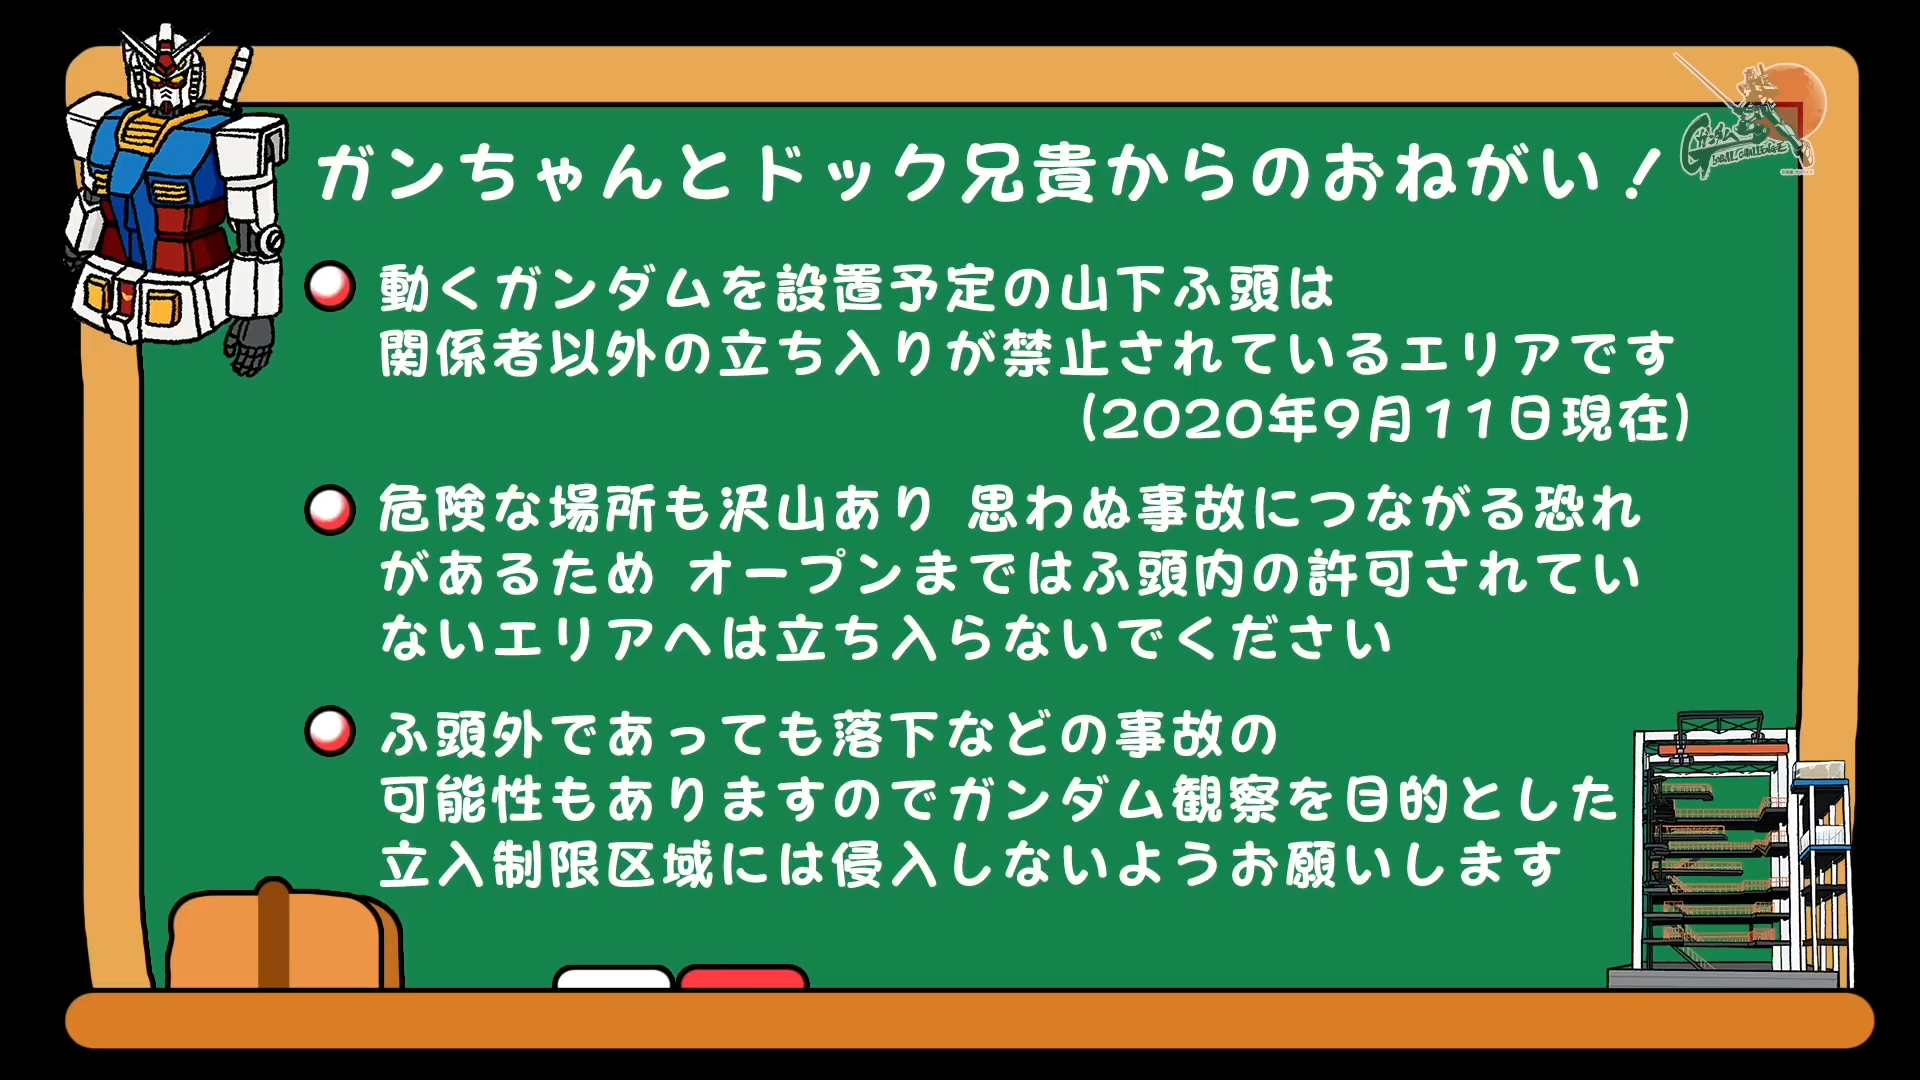 ガンちゃんとドック兄貴からのおねがい！
動くガンダムを設置予定の山下ふ頭は
関係者以外の立ち入りが禁止されているエリアです
(2020年9月11日現在)
危険な場所も沢山あり 思わぬ事故につながる恐れ
があるため オープンまではふ頭内の許可されてい
ないエリアへは立ち入らないでください
ふ頭外であっても落下などの事故の
可能性もありますのでガンダム観察を目的とした
立入制限区域には侵入しないようお願いします
ガンダム
GLOBAL CHALLENGE